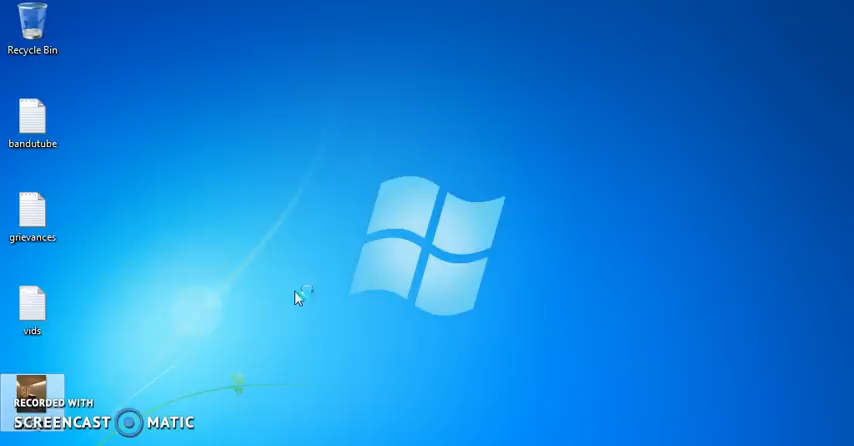 Recycle Bin
bandutube
grievances
vids
RECORDED WITH
SCREENCAST MATIC